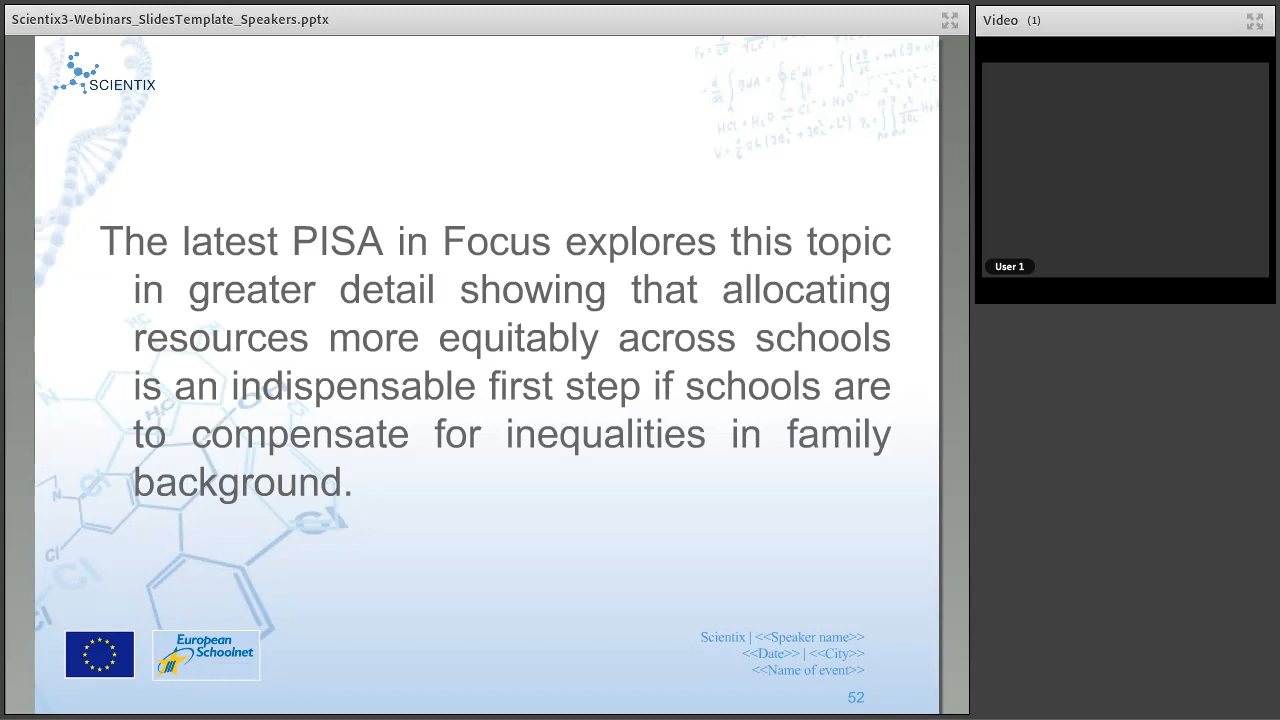 Scientix3-Webinars_SlidesTemplate_Speakers.pptx
Video (1)
SCIENTIX
The latest PISA in Focus explores this topic
in greater detail showing that allocating
resources more equitably across schools
is an indispensable first step if schools are
to compensate for inequalities in family
background.
User 1
European
Schoolnet
Scientix | <<Speaker name>>
<<Date>> | <<City>>
<<Name of event>>
52